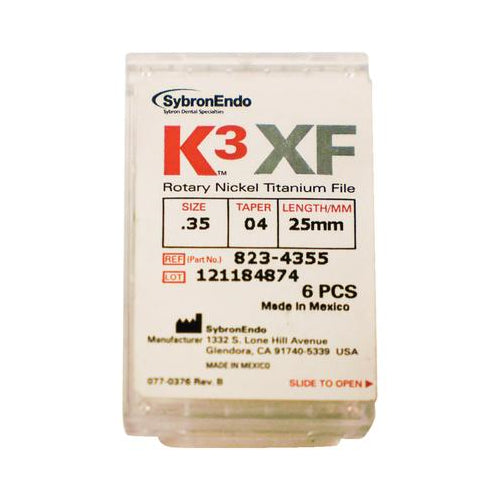 SybronEndo
Sybron Dental Specialties
K3XF
TM
Rotary Nickel Titanium File
SIZE TAPER LENGTH/MM
.35 04 25mm
REF (Part No.) 823-4355
LOT 121184874
6 PCS
Made In Mexico
SybronEndo
Manufacturer 1332 S. Lone Hill Avenue
Glendora, CA 91740-5339 USA
MADE IN MEXICO
077-0376 Rev. B
SLIDE TO OPEN